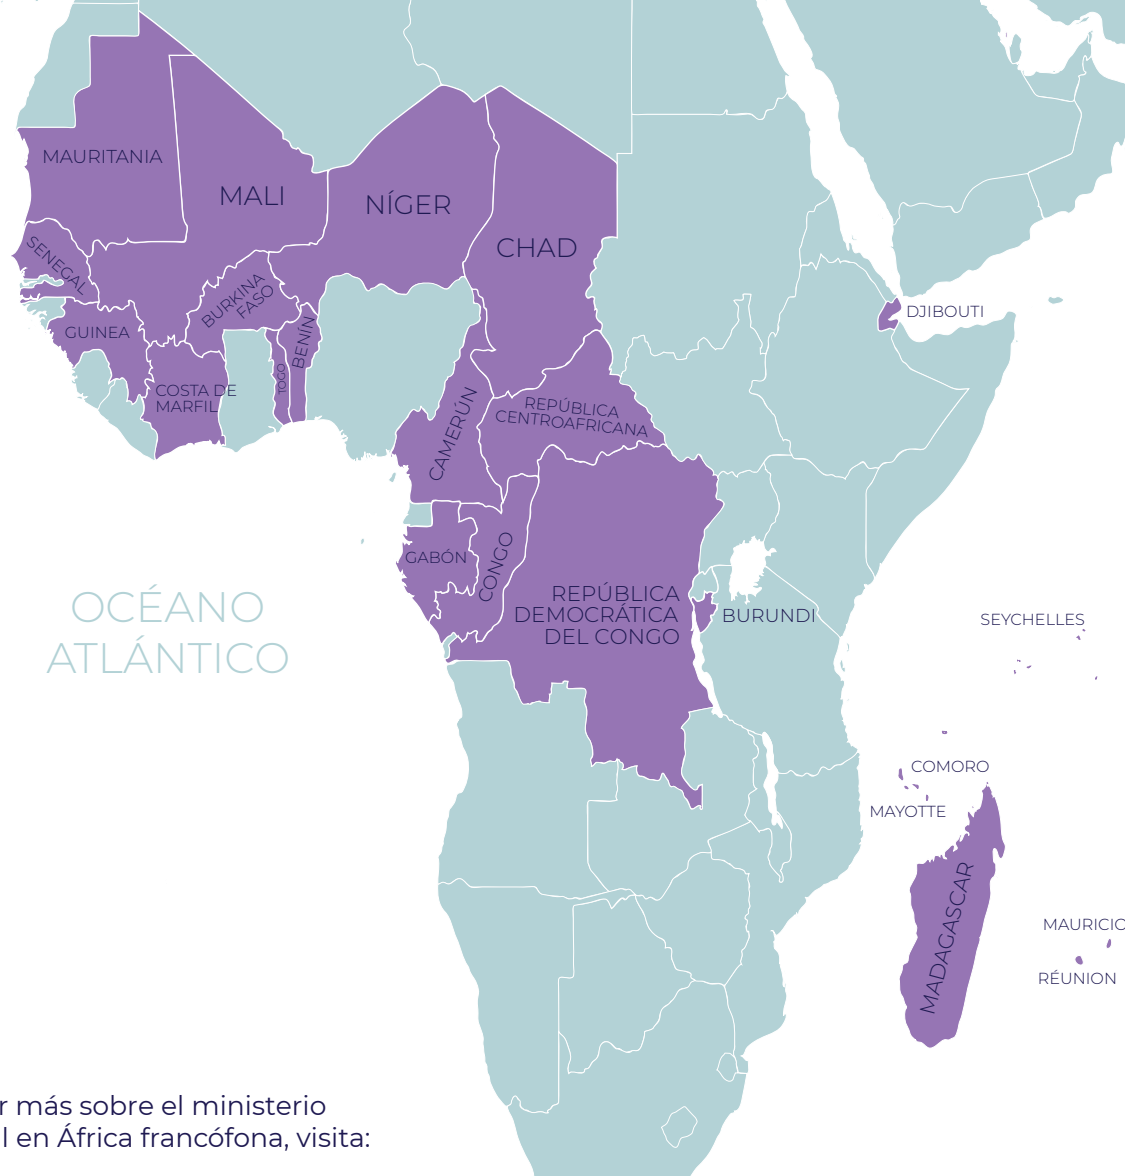 MAURITANIA
MALI
NÍGER
CHAD
SENEGAL
BURKINA
FASO
GUINEA
BENÍN
TOGO
COSTA DE
MARFIL
DJIBOUTI
CAMERÚN
REPÚBLICA
CENTROAFRICANA
GABÓN
CONGO
REPÚBLICA
DEMOCRÁTICA
DEL CONGO
BURUNDI
OCÉANO
ATLÁNTICO
SEYCHELLES
COMORO
MAYOTTE
MADAGASCAR
MAURICIO
RÉUNION
r más sobre el ministerio
l en África francófona, visita: